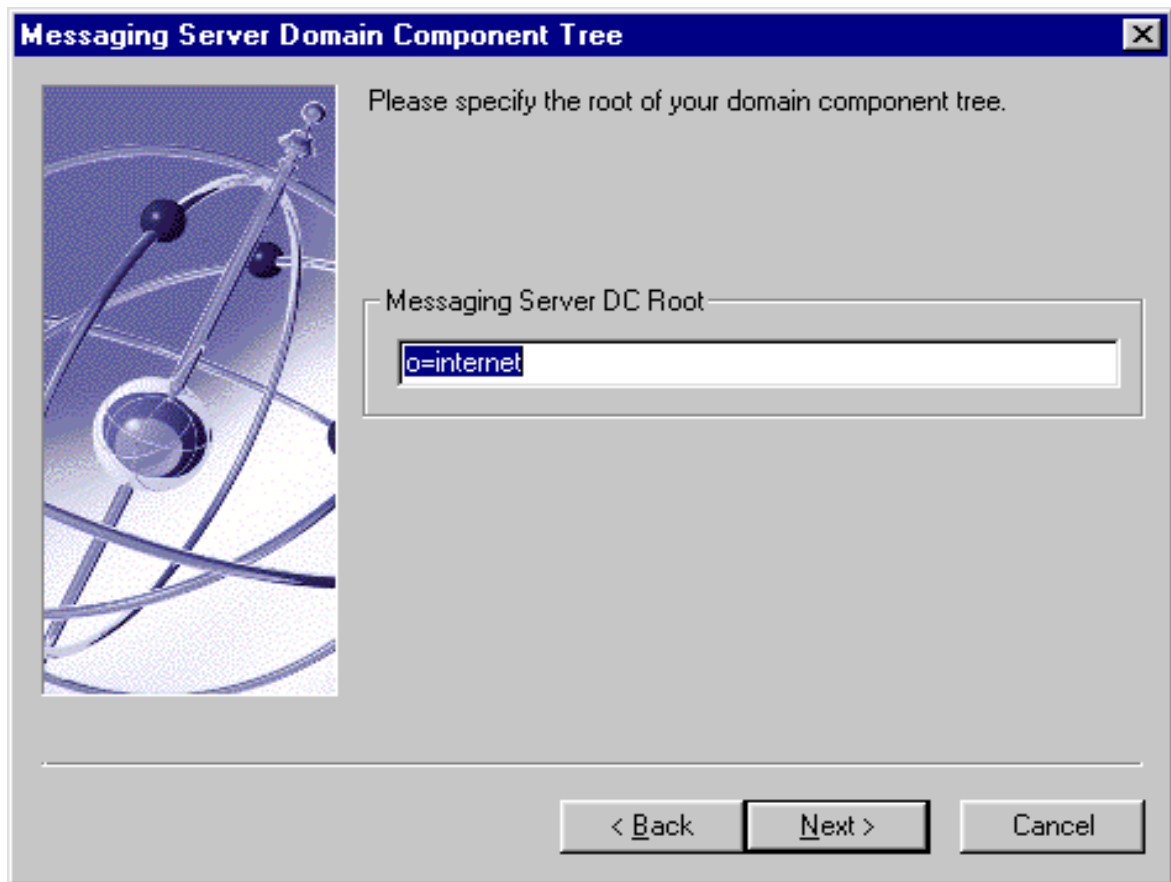 Messaging Server Domain Component Tree
Please specify the root of your domain component tree.
Messaging Server DC Root
o=internet
< Back
Next >
Cancel